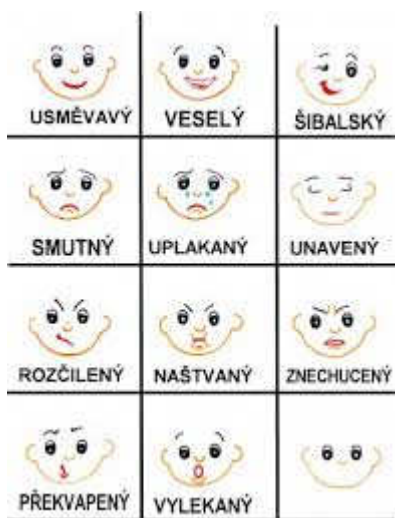 USMĚVAVÝ VESELÝ ŠIBALSKÝ
SMUTNÝ UPLAKANÝ UNAVENÝ
ROZČILENÝ NAŠTVANÝ ZNECHUCENÝ
PŘEKVAPENÝ VYLEKANÝ